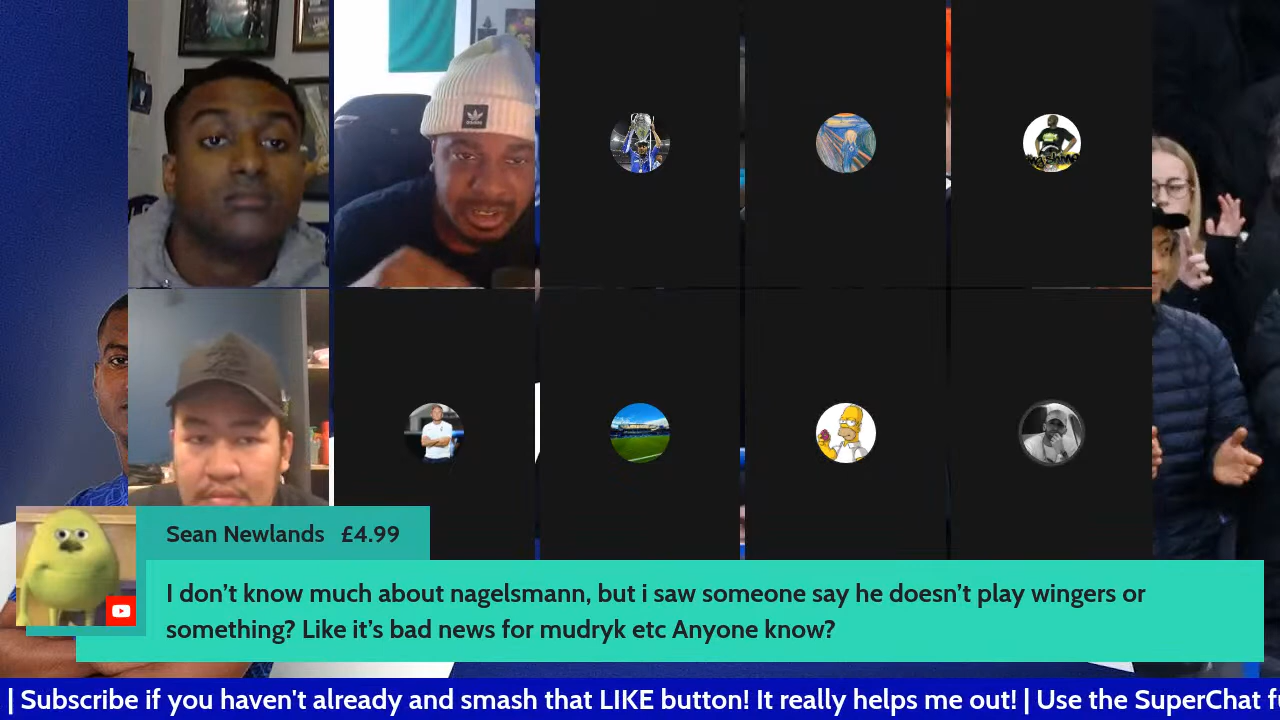 Sean Newlands £4.99
I don't know much about nagelsmann, but i saw someone say he doesn't play wingers or
something? Like it's bad news for mudryk etc Anyone know?
| Subscribe if you haven't already and smash that LIKE button! It really helps me out! | Use the SuperChat f